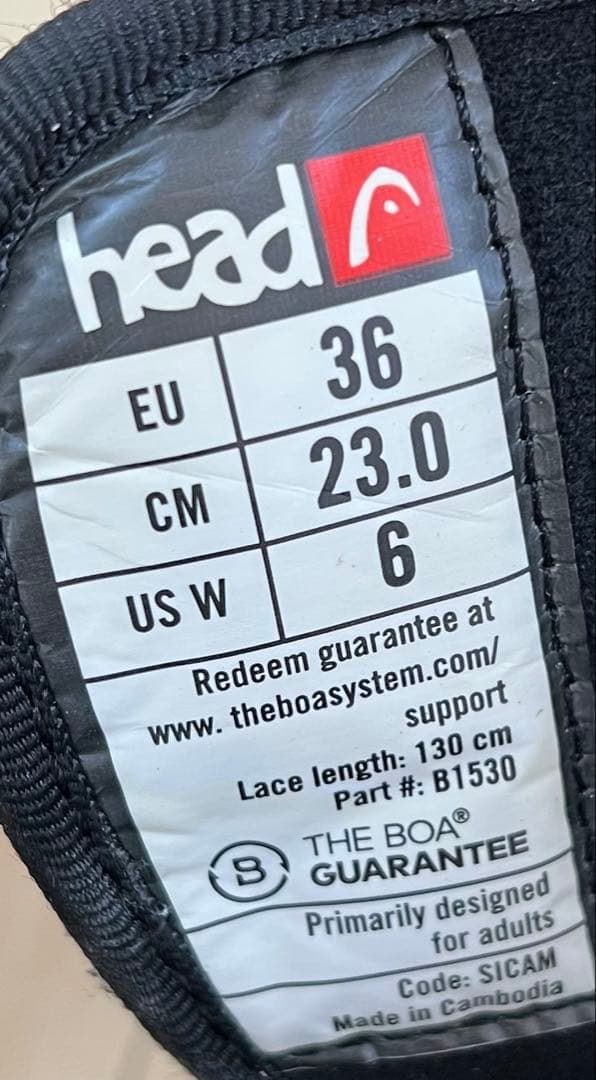 head
EU 36
CM 23.0
US W 6
Redeem guarantee at
www. theboasystem.com/
support
Lace length: 130 cm
Part #: B1530
B THE BOA®
GUARANTEE
Primarily designed
for adults
Code: SICAM
Made in Cambodia